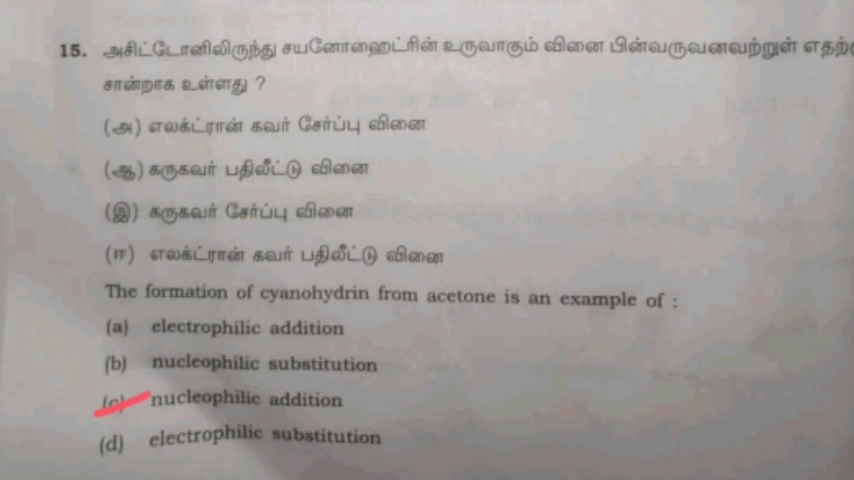 15. அசிட்டோனிலிருந்து சயனோஹைட்ரின் உருவாகும் வினை பின்வருவனவற்றுள்
சான்றாக உள்ளது ?
(அ) எலக்ட்ரான் கவர் சேர்ப்பு வினை
(ஆ) கருகவர் பதிலீட்டு வினை
(இ) கருகவர் சேர்ப்பு வினை
(ஈ) எலக்ட்ரான் கவர் பதிலீட்டு வினை
The formation of cyanohydrin from acetone is an example of :
(a) electrophilic addition
(b) nucleophilic substitution
(c) nucleophilic addition
(d) electrophilic substitution